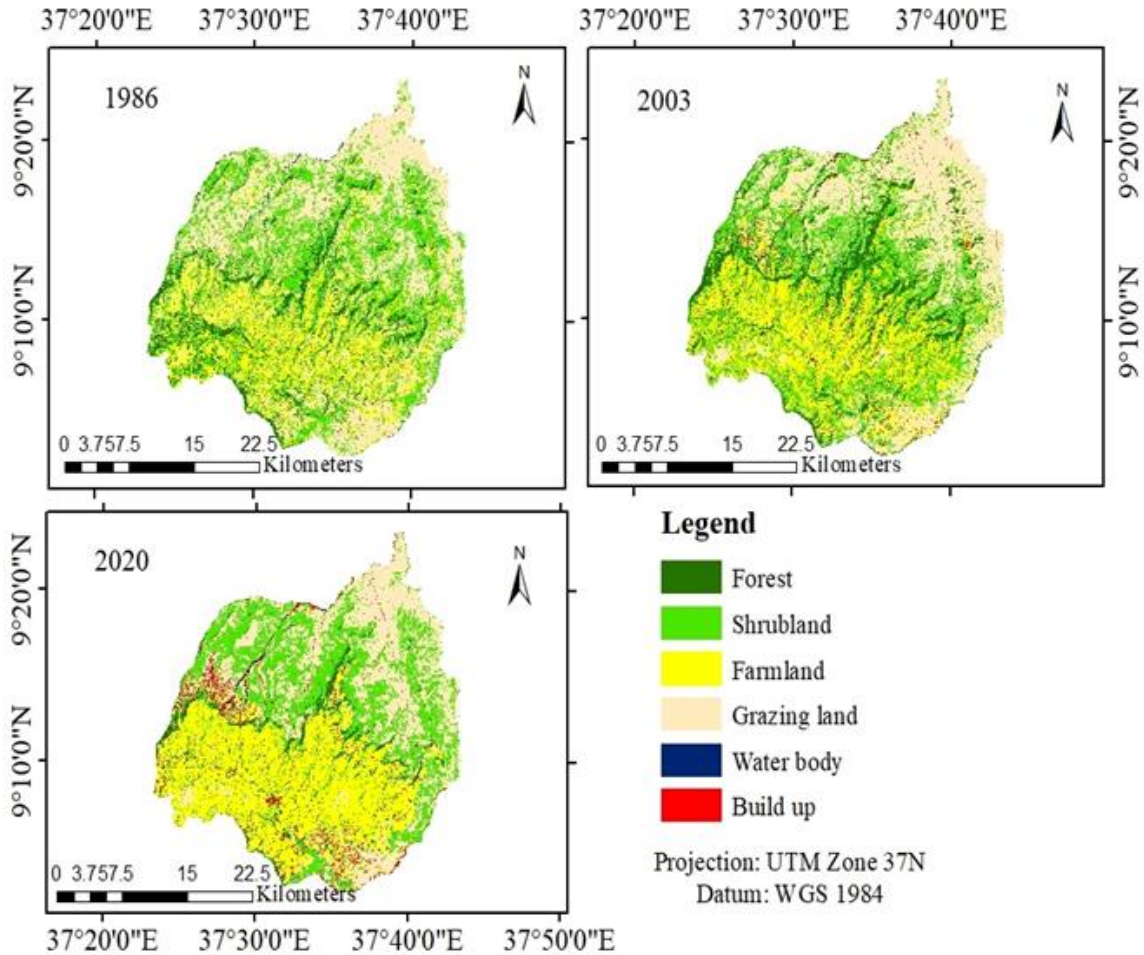 37°20'0"E 37°30'0"E 37°40'0"E 37°20'0"E 37°30'0"E 37°40'0"E
1986
N
9°20'0"N
9°10'0"N
0 3.757.5 15 22.5
Kilometers
2003
N
9°20'0"N
9°10'0"N
0 3.757.5 15 22.5
Kilometers
2020
N
9°20'0"N
9°10'0"N
0 3.757.5 15 22.5
Kilometers
37°20'0"E 37°30'0"E 37°40'0"E 37°50'0"E
Legend
Forest
Shrubland
Farmland
Grazing land
Water body
Build up
Projection: UTM Zone 37N
Datum: WGS 1984